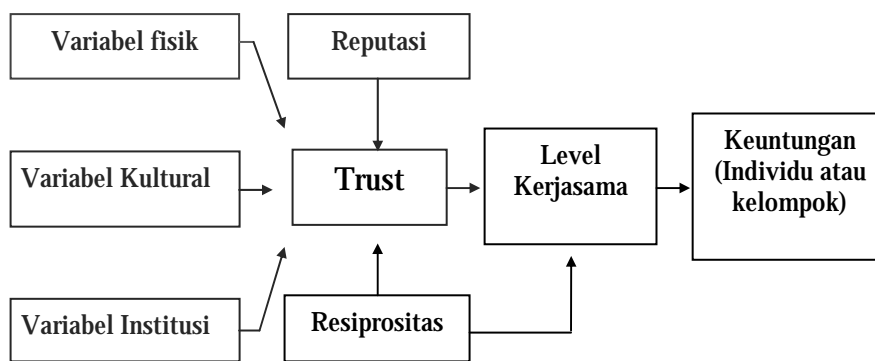 Variabel fisik
Reputasi
Variabel Kultural
Trust
Level
Kerjasama
Keuntungan
(Individu atau
kelompok)
Variabel Institusi
Resiprositas